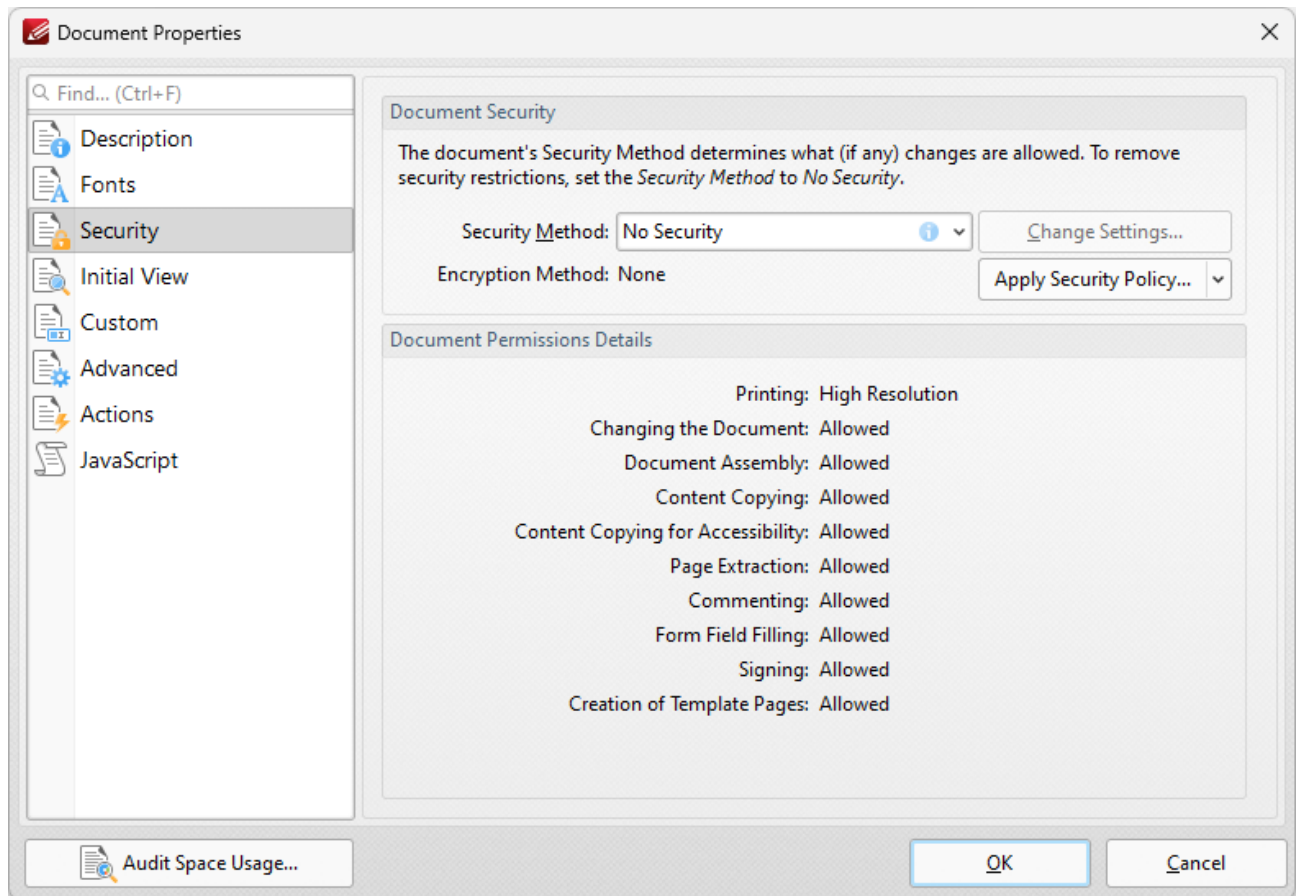 Document Properties
Find... (Ctrl+F)
Description
Fonts
Security
Initial View
Custom
Advanced
Actions
JavaScript
Document Security
The document's Security Method determines what (if any) changes are allowed. To remove
security restrictions, set the Security Method to No Security.
Security Method: No Security
Change Settings...
Encryption Method: None
Apply Security Policy...
Document Permissions Details
Printing: High Resolution
Changing the Document: Allowed
Document Assembly: Allowed
Content Copying: Allowed
Content Copying for Accessibility: Allowed
Page Extraction: Allowed
Commenting: Allowed
Form Field Filling: Allowed
Signing: Allowed
Creation of Template Pages: Allowed
Audit Space Usage...
OK
Cancel